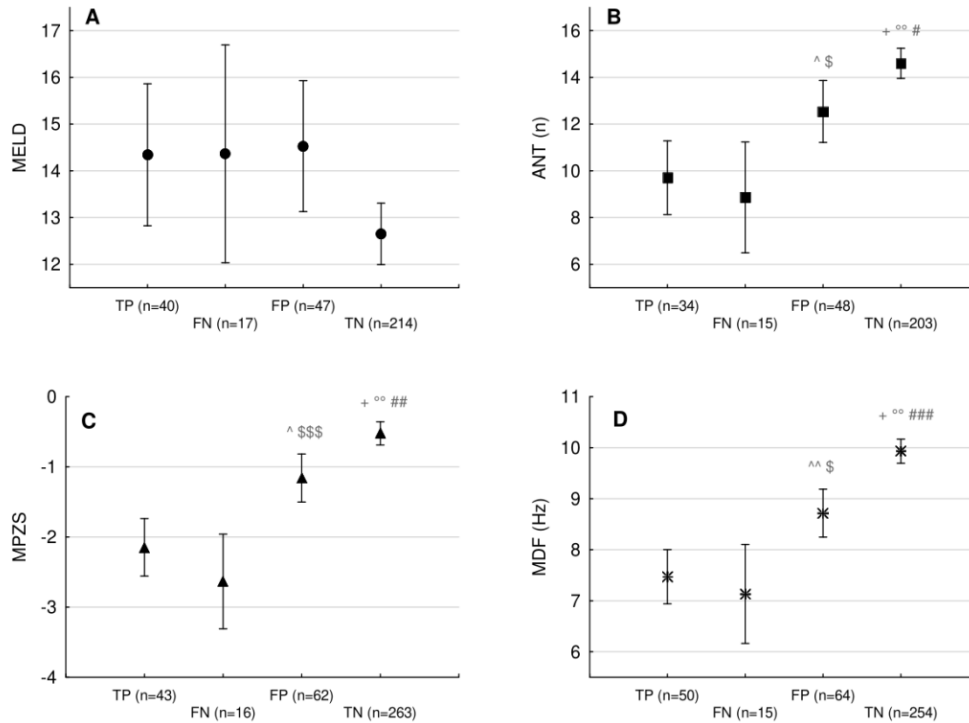 A
MELD
17
16
15
14
13
12
TP (n=40)
FN (n=17)
FP (n=47)
TN (n=214)
B
ANT (n)
16
14
12
10
8
6
^ $
+ °° #
TP (n=34)
FN (n=15)
FP (n=48)
TN (n=203)
C
MPZS
0
-1
-2
-3
-4
^ $$$
+ °° ##
TP (n=43)
FN (n=16)
FP (n=62)
TN (n=263)
D
MDF (Hz)
11
10
9
8
7
6
^^ $
+ °° ###
TP (n=50)
FN (n=15)
FP (n=64)
TN (n=254)